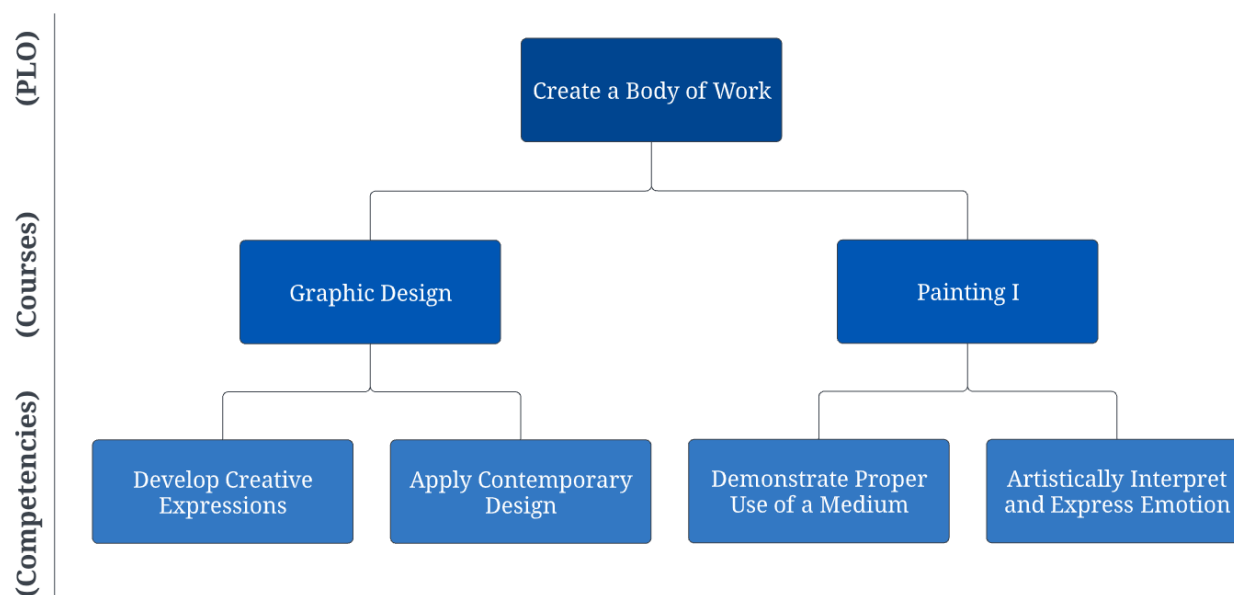 (PLO)
Create a Body of Work
(Courses)
Graphic Design
Painting I
(Competencies)
Develop Creative
Expressions
Apply Contemporary
Design
Demonstrate Proper
Use of a Medium
Artistically Interpret
and Express Emotion